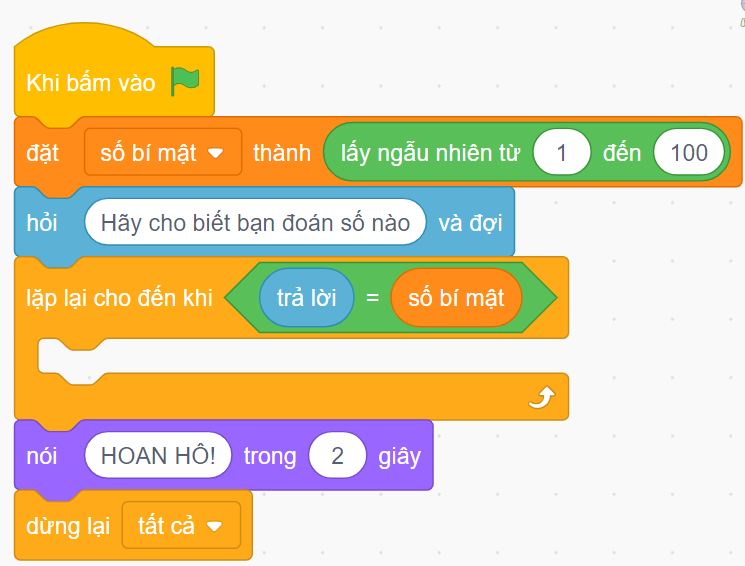 Khi bấm vào
đặt số bí mật thành lấy ngẫu nhiên từ 1 đến 100
hỏi Hãy cho biết bạn đoán số nào và đợi
lặp lại cho đến khi trả lời = số bí mật
nói HOAN HÔ! trong 2 giây
dừng lại tất cả